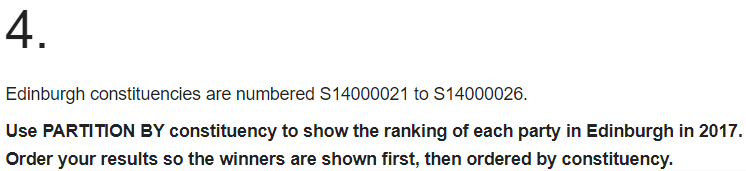 4.
Edinburgh constituencies are numbered S14000021 to S14000026.
Use PARTITION BY constituency to show the ranking of each party in Edinburgh in 2017.
Order your results so the winners are shown first, then ordered by constituency.